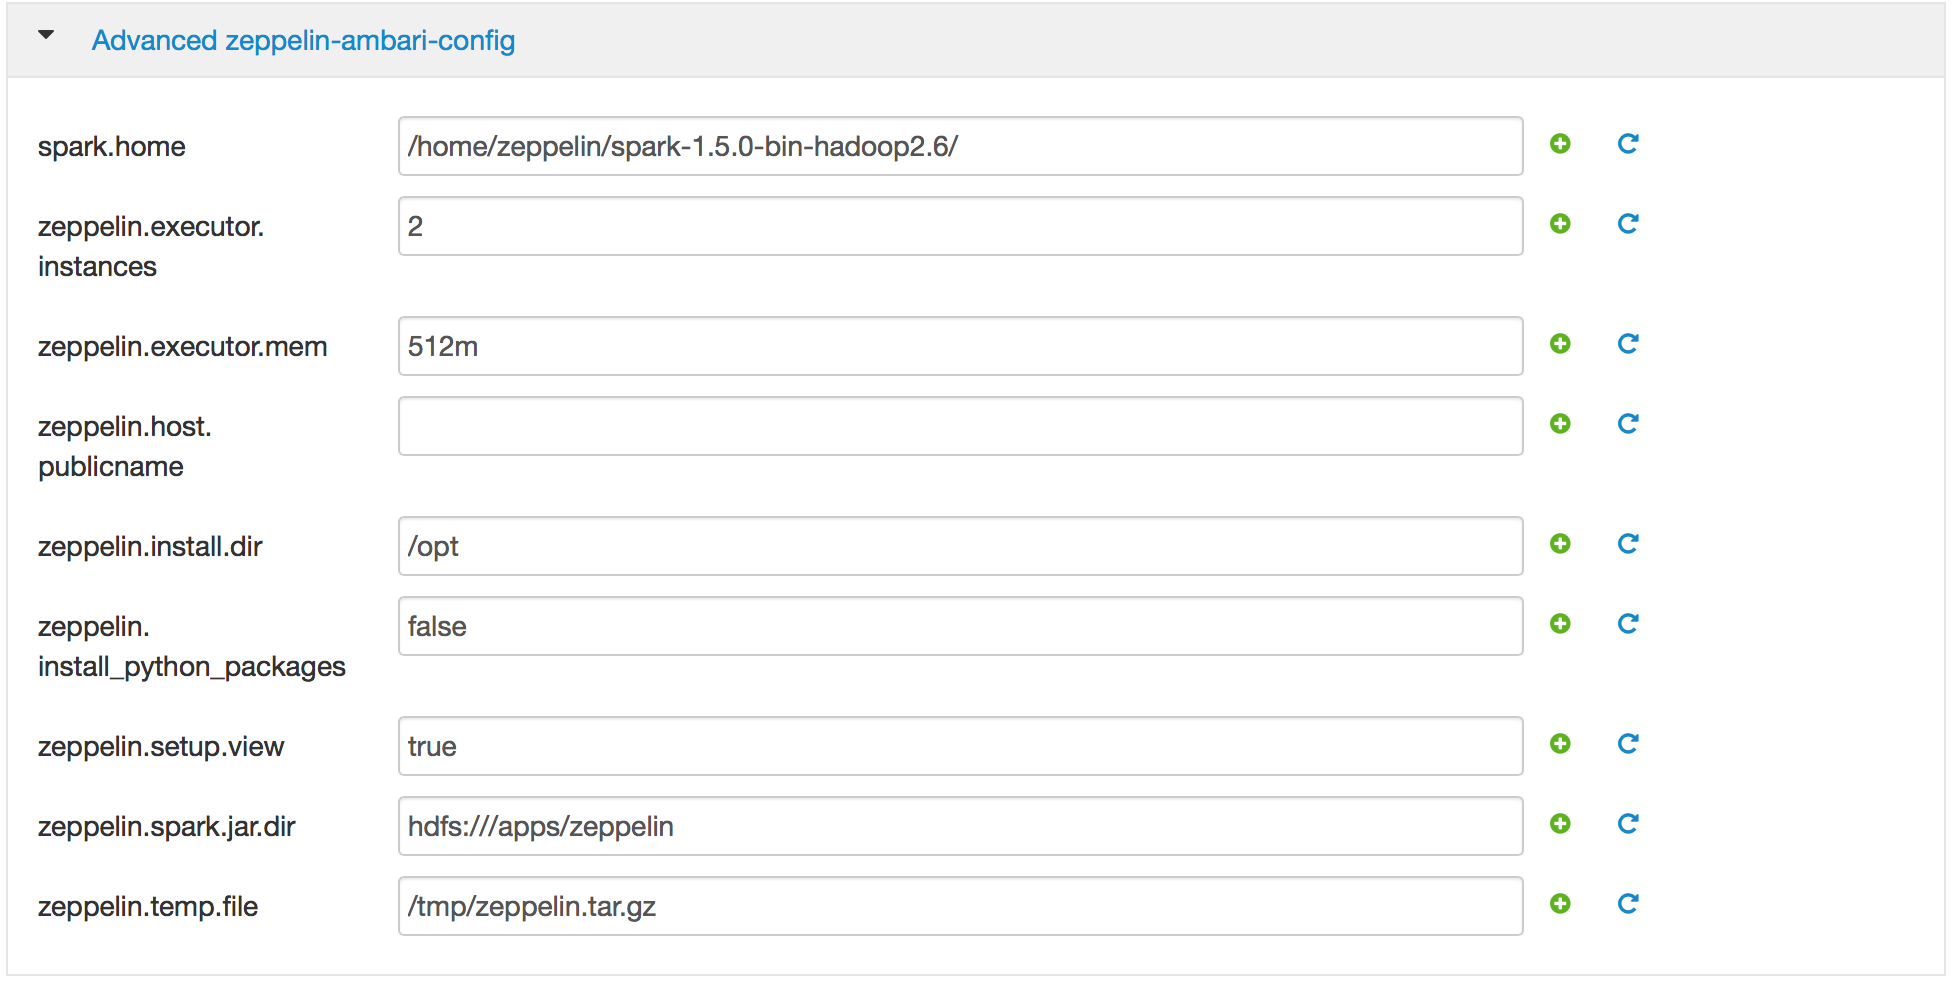 Advanced zeppelin-ambari-config
spark.home
/home/zeppelin/spark-1.5.0-bin-hadoop2.6/
zeppelin.executor.
instances
2
zeppelin.executor.mem
512m
zeppelin.host.
publicname
zeppelin.install.dir
/opt
zeppelin.
install_python_packages
false
zeppelin.setup.view
true
zeppelin.spark.jar.dir
hdfs:///apps/zeppelin
zeppelin.temp.file
/tmp/zeppelin.tar.gz